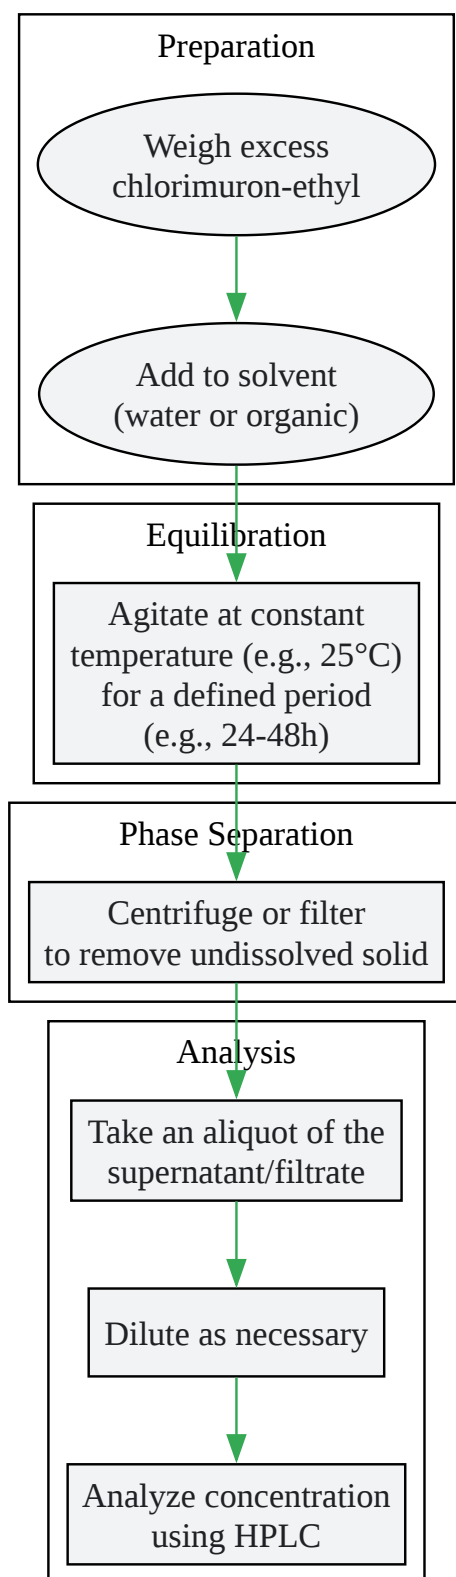 Preparation
Weigh excess
chlorimuron-ethyl
Add to solvent
(water or organic)
Equilibration
Agitate at constant
temperature (e.g., 25°C)
for a defined period
(e.g., 24-48h)
Phase Separation
Centrifuge or filter
to remove undissolved solid
Analysis
Take an aliquot of the
supernatant/filtrate
Dilute as necessary
Analyze concentration
using HPLC